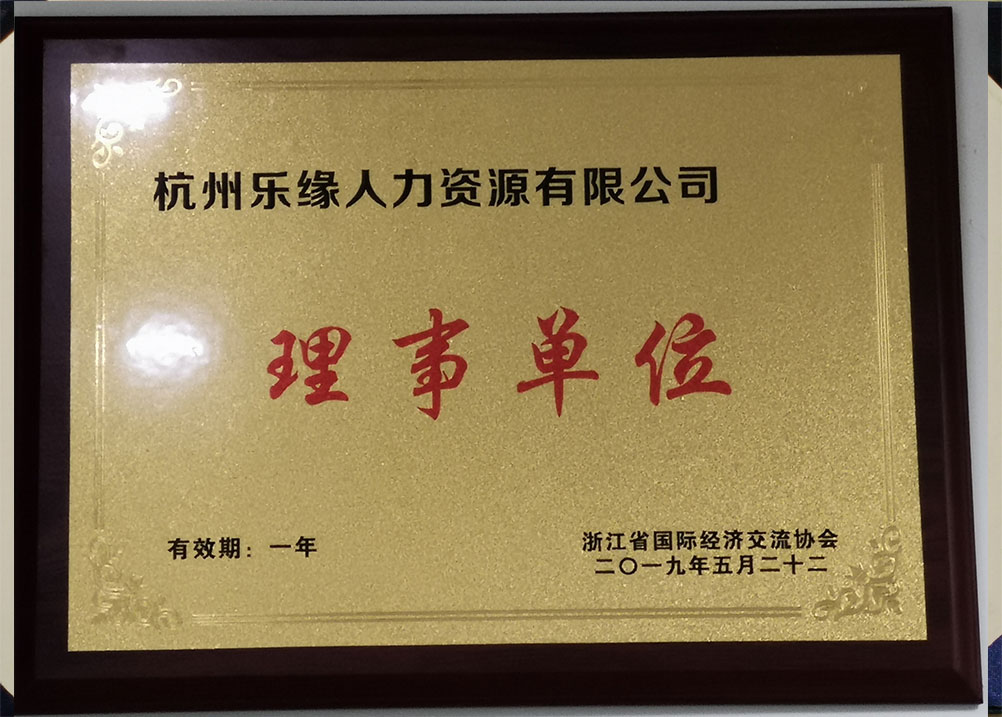 杭州乐缘人力资源有限公司
理事单位
有效期：一年
浙江省国际经济交流协会
二〇一九年五月二十二